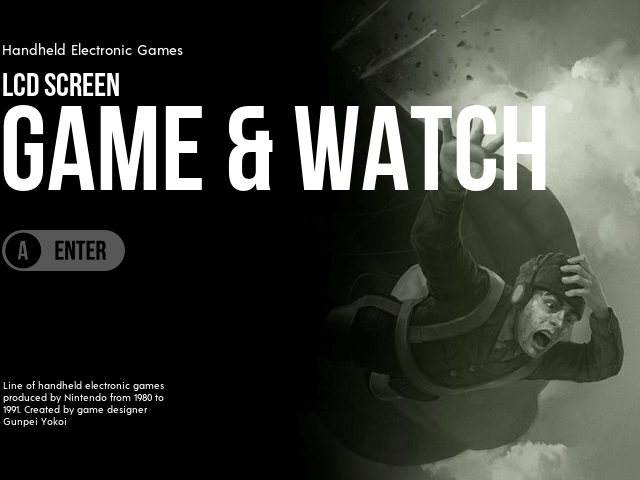 Handheld Electronic Games
LCD SCREEN
GAME & WATCH
A ENTER
Line of handheld electronic games
produced by Nintendo from 1980 to
1991. Created by game designer
Gunpei Yokoi